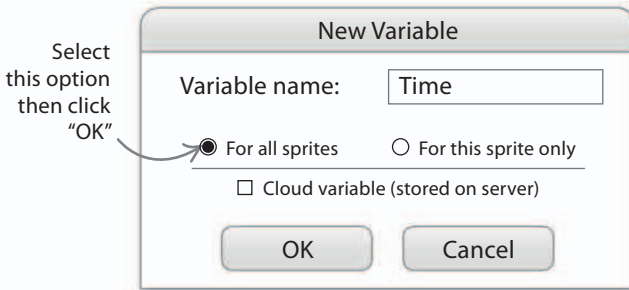 New Variable
Select
this option
then click
“OK”
Variable name:
Time
For all sprites
For this sprite only
Cloud variable (stored on server)
OK
Cancel